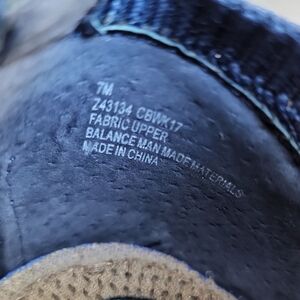 7M
Z43134 CBWK17
FABRIC UPPER
BALANCE MAN MADE MATERIALS
MADE IN CHINA